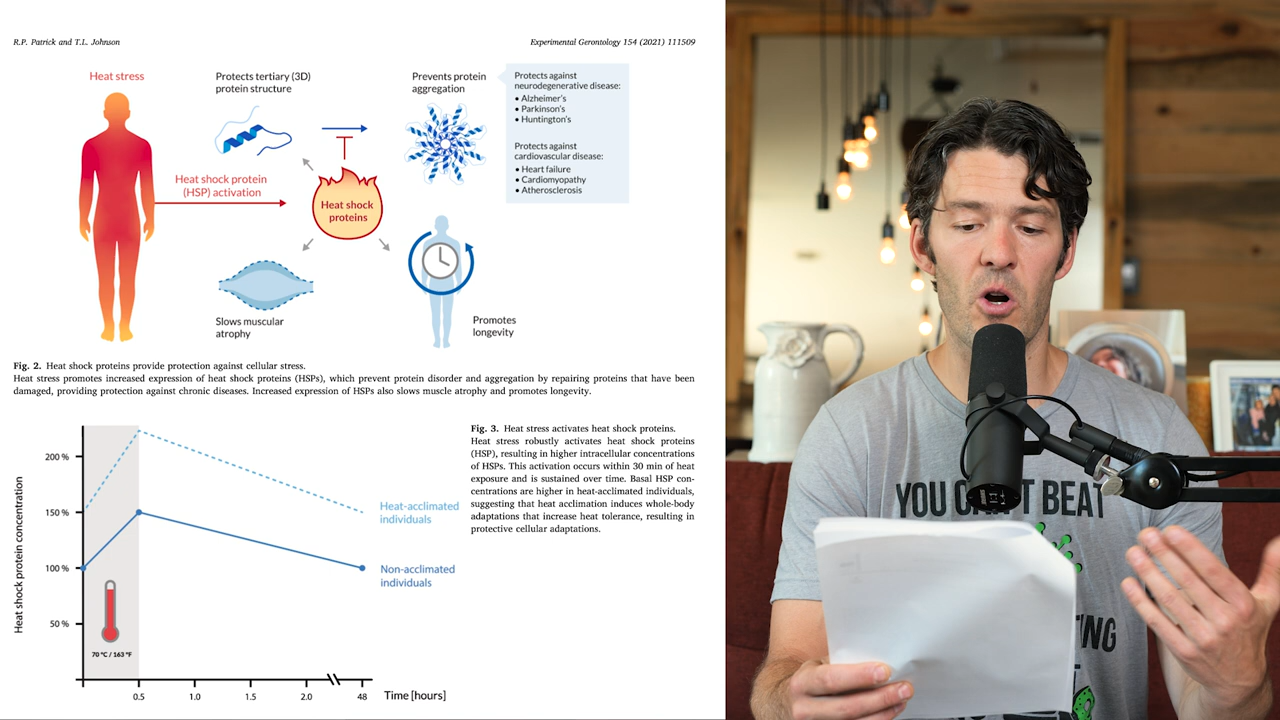 R.P. Patrick and T.L. Johnson
Experimental Gerontology 154 (2021) 111509
Heat stress
Protects tertiary (3D)
protein structure
Prevents protein
aggregation
Protects against
neurodegenerative disease:
• Alzheimer's
• Parkinson's
• Huntington's
Protects against
cardiovascular disease:
• Heart failure
• Cardiomyopathy
• Atherosclerosis
Heat shock protein
(HSP) activation
Heat shock
proteins
Slows muscular
atrophy
Promotes
longevity
Fig. 2. Heat shock proteins provide protection against cellular stress.
Heat stress promotes increased expression of heat shock proteins (HSPs), which prevent protein disorder and aggregation by repairing proteins that have been
damaged, providing protection against chronic diseases. Increased expression of HSPs also slows muscle atrophy and promotes longevity.
Heat shock protein concentration
200 %
150 %
100 %
50 %
70 °C / 163 °F
Heat-acclimated
individuals
Non-acclimated
individuals
0.5
1.0
1.5
2.0
48
Time [hours]
Fig. 3. Heat stress activates heat shock proteins.
Heat stress robustly activates heat shock proteins
(HSP), resulting in higher intracellular concentrations
of HSPs. This activation occurs within 30 min of heat
exposure and is sustained over time. Basal HSP con-
centrations are higher in heat-acclimated individuals,
suggesting that heat acclimation induces whole-body
adaptations that increase heat tolerance, resulting in
protective cellular adaptations.
YOU CAN'T BEAT